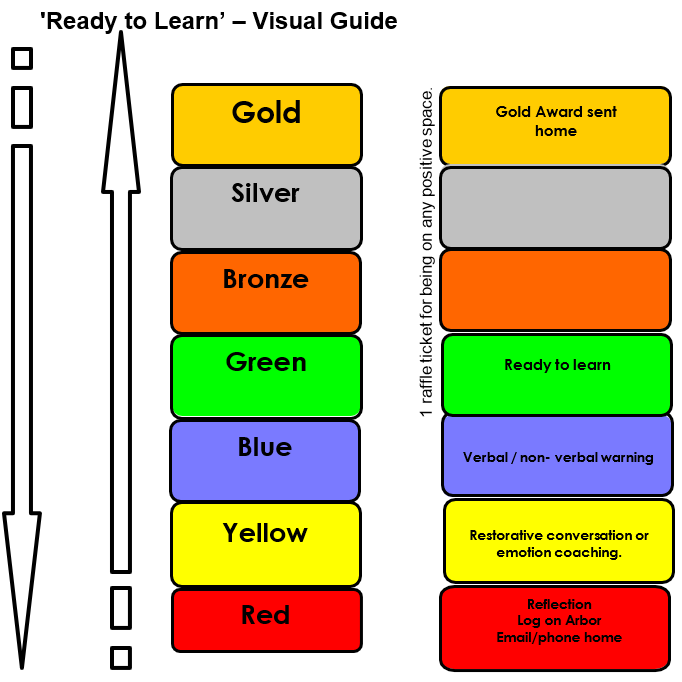 'Ready to Learn’ – Visual Guide
Gold
Silver
Bronze
Green
Blue
Yellow
Red
1 raffle ticket for being on any positive space.
Gold Award sent
home
Ready to learn
Verbal / non- verbal warning
Restorative conversation or
emotion coaching.
Reflection
Log on Arbor
Email/phone home